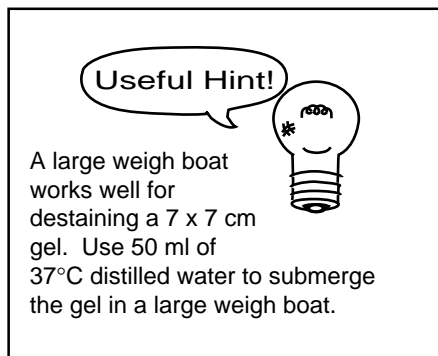 Useful Hint!
A large weigh boat
works well for
destaining a 7 x 7 cm
gel.  Use 50 ml of
37°C distilled water to submerge
the gel in a large weigh boat.